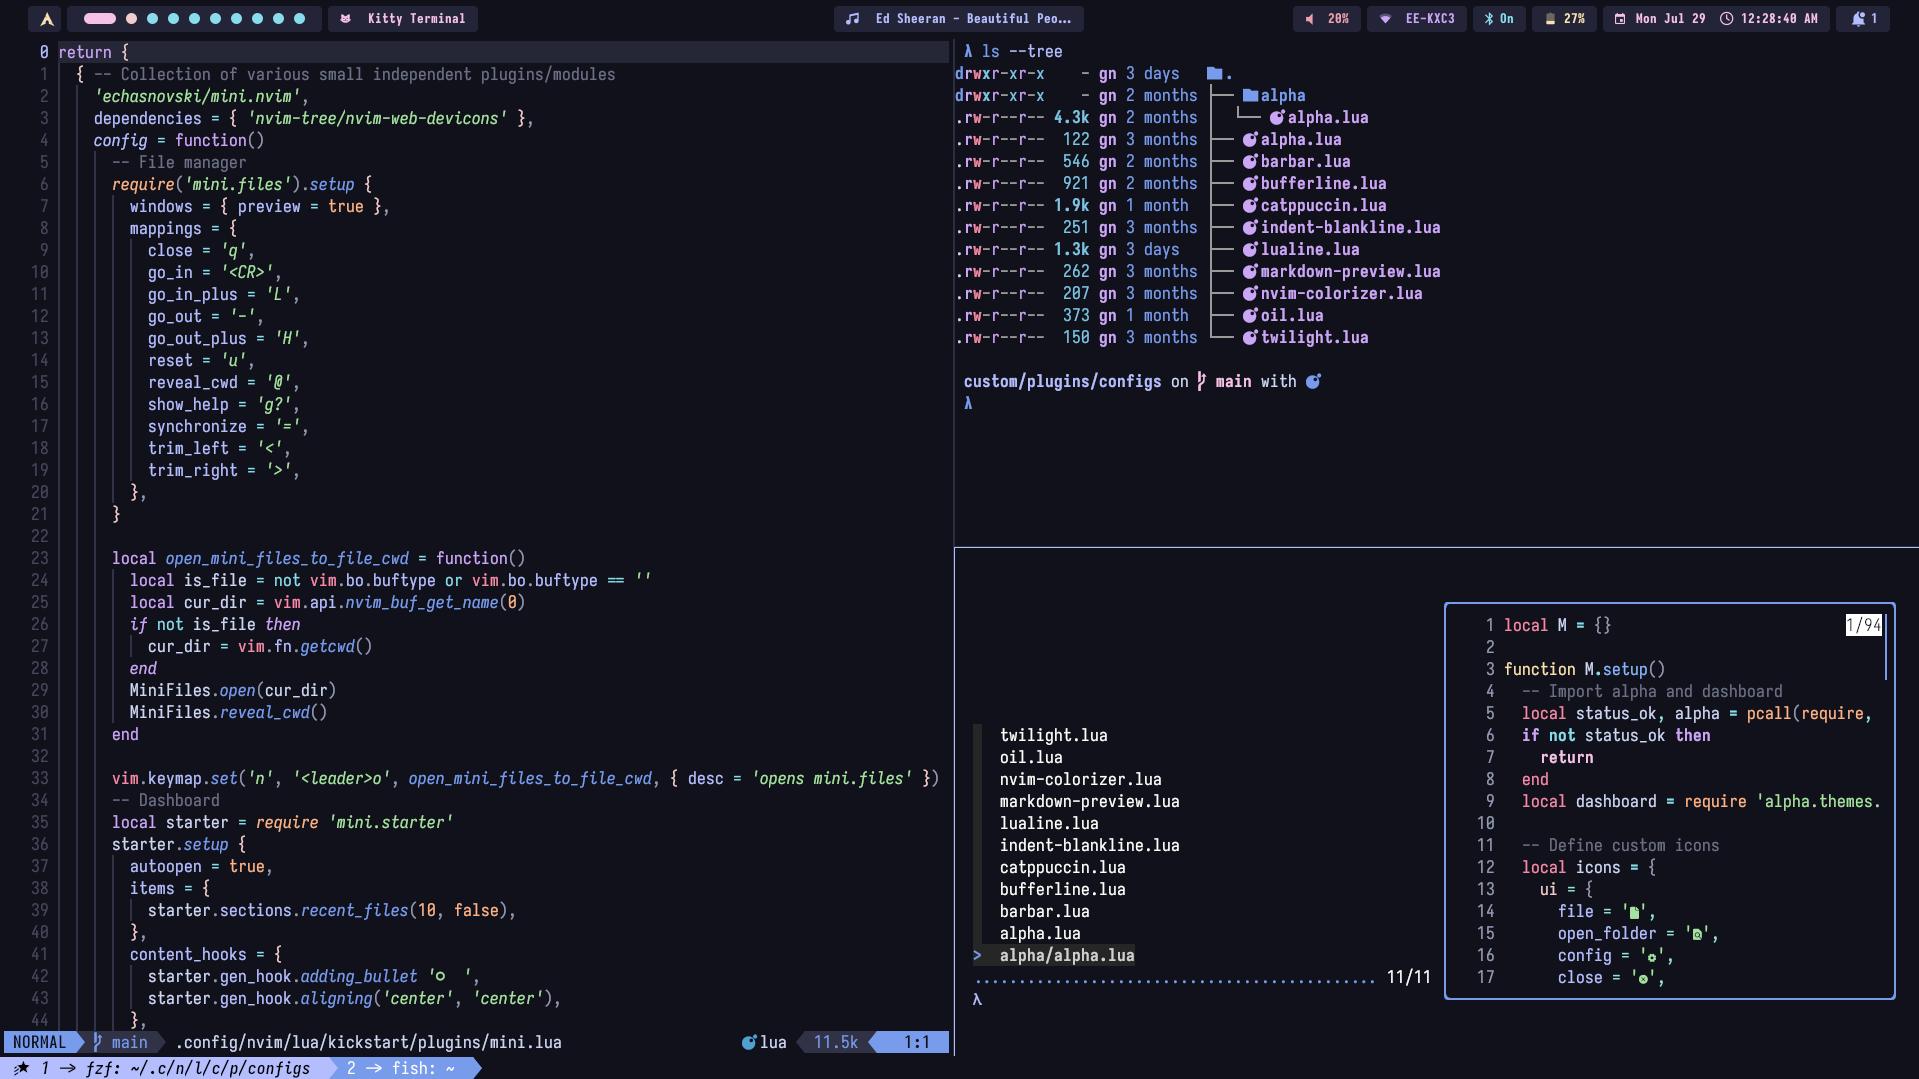 Kitty Terminal
Ed Sheeran - Beautiful Peo...
20%
EE-KXC3
On
27%
Mon Jul 29
12:28:40 AM
1
0 return {
1 { -- Collection of various small independent plugins/modules
2 'echasnovski/mini.nvim',
3 dependencies = { 'nvim-tree/nvim-web-devicons' },
4 config = function()
5 -- File manager
6 require('mini.files').setup {
7 windows = { preview = true },
8 mappings = {
9 close = 'q',
10 go_in = '<CR>',
11 go_in_plus = 'L',
12 go_out = '-',
13 go_out_plus = 'H',
14 reset = 'u',
15 reveal_cwd = '@',
16 show_help = 'g?',
17 synchronize = '=',
18 trim_left = '<',
19 trim_right = '>',
20 },
21 }
22
23 local open_mini_files_to_file_cwd = function()
24 local is_file = not vim.bo.buftype or vim.bo.buftype == ''
25 local cur_dir = vim.api.nvim_buf_get_name(0)
26 if not is_file then
27 cur_dir = vim.fn.getcwd()
28 end
29 MiniFiles.open(cur_dir)
30 MiniFiles.reveal_cwd()
31 end
32
33 vim.keymap.set('n', '<leader>o', open_mini_files_to_file_cwd, { desc = 'opens mini.files' })
34 -- Dashboard
35 local starter = require 'mini.starter'
36 starter.setup {
37 autoopen = true,
38 items = {
39 starter.sections.recent_files(10, false),
40 },
41 content_hooks = {
42 starter.gen_hook.adding_bullet '○ ',
43 starter.gen_hook.aligning('center', 'center'),
44 },
NORMAL main .config/nvim/lua/kickstart/plugins/mini.lua lua 11.5k 1:1
λ ls --tree
drwxr-xr-x - gn 3 days .
drwxr-xr-x - gn 2 months ├── alpha
.rw-r--r-- 4.3k gn 2 months │ └── alpha.lua
.rw-r--r-- 122 gn 3 months ├── alpha.lua
.rw-r--r-- 546 gn 2 months ├── barbar.lua
.rw-r--r-- 921 gn 2 months ├── bufferline.lua
.rw-r--r-- 1.9k gn 1 month ├── catppuccin.lua
.rw-r--r-- 251 gn 3 months ├── indent-blankline.lua
.rw-r--r-- 1.3k gn 3 days ├── lualine.lua
.rw-r--r-- 262 gn 3 months ├── markdown-preview.lua
.rw-r--r-- 207 gn 3 months ├── nvim-colorizer.lua
.rw-r--r-- 373 gn 1 month ├── oil.lua
.rw-r--r-- 150 gn 3 months └── twilight.lua
custom/plugins/configs on main with
λ
twilight.lua
oil.lua
nvim-colorizer.lua
markdown-preview.lua
lualine.lua
indent-blankline.lua
catppuccin.lua
bufferline.lua
barbar.lua
alpha.lua
> alpha/alpha.lua
11/11
λ
1 local M = {} 1/94
2
3 function M.setup()
4 -- Import alpha and dashboard
5 local status_ok, alpha = pcall(require,
6 if not status_ok then
7 return
8 end
9 local dashboard = require 'alpha.themes.
10
11 -- Define custom icons
12 local icons = {
13 ui = {
14 file = '',
15 open_folder = '',
16 config = '',
17 close = '',
1 → fzf: ~/.c/n/l/c/p/configs 2 → fish: ~